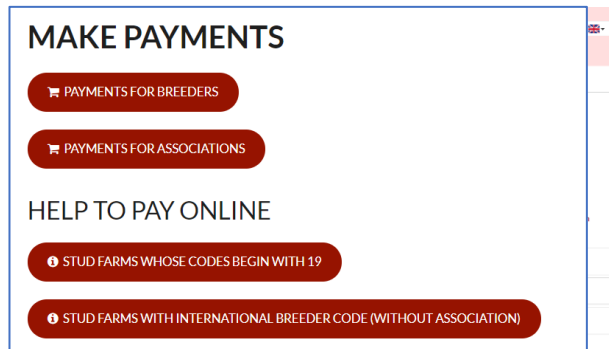 MAKE PAYMENTS
PAYMENTS FOR BREEDERS
PAYMENTS FOR ASSOCIATIONS
HELP TO PAY ONLINE
STUD FARMS WHOSE CODES BEGIN WITH 19
STUD FARMS WITH INTERNATIONAL BREEDER CODE (WITHOUT ASSOCIATION)